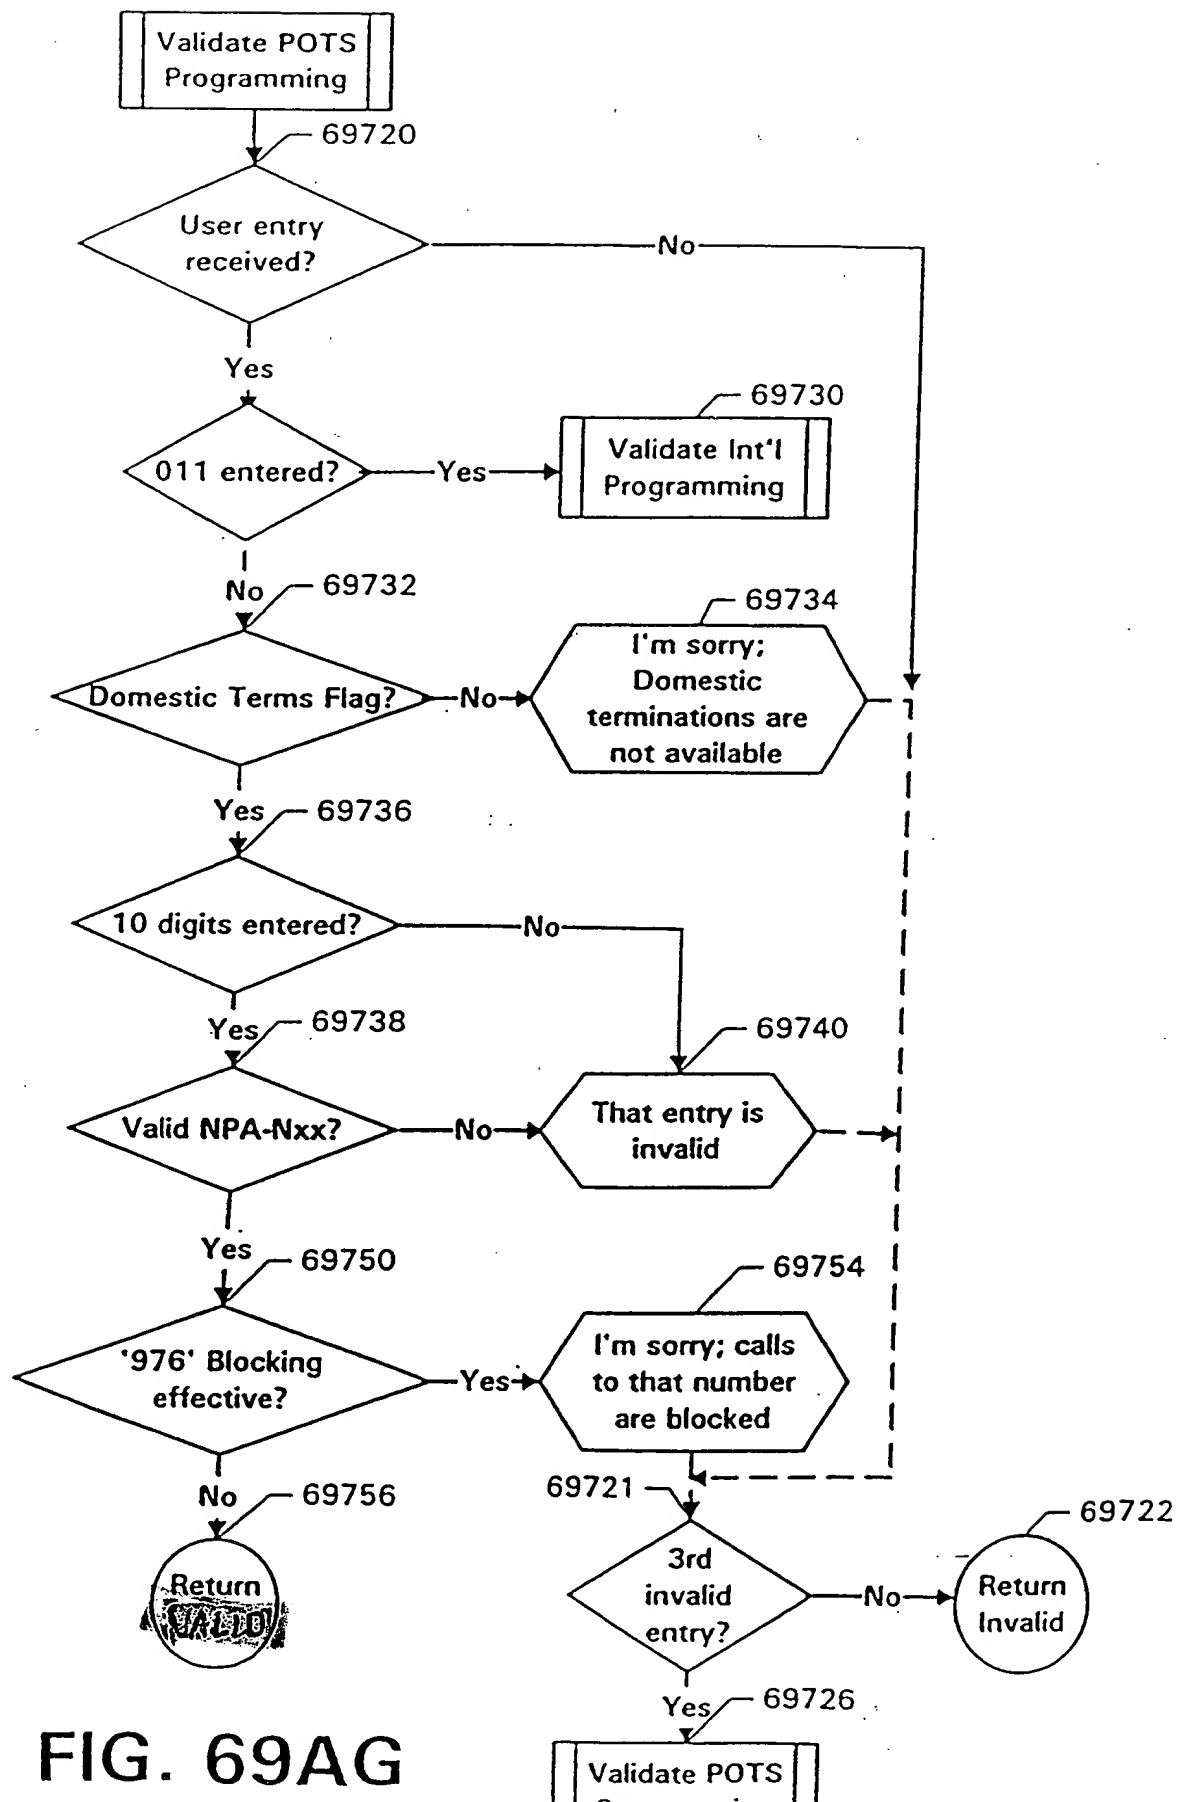 Validate POTS
Programming
69720
User entry
received?
No
Yes
69730
011 entered?
Yes
Validate Int'l
Programming
No
69732
69734
Domestic Terms Flag?
No
I'm sorry;
Domestic
terminations are
not available
Yes
69736
10 digits entered?
No
Yes
69738
69740
Valid NPA-Nxx?
No
That entry is
invalid
Yes
69750
69754
'976' Blocking
effective?
Yes
I'm sorry; calls
to that number
are blocked
No
69756
69721
69722
Return
VALID
3rd
invalid
entry?
No
Return
Invalid
Yes
69726
FIG. 69AG
Validate POTS